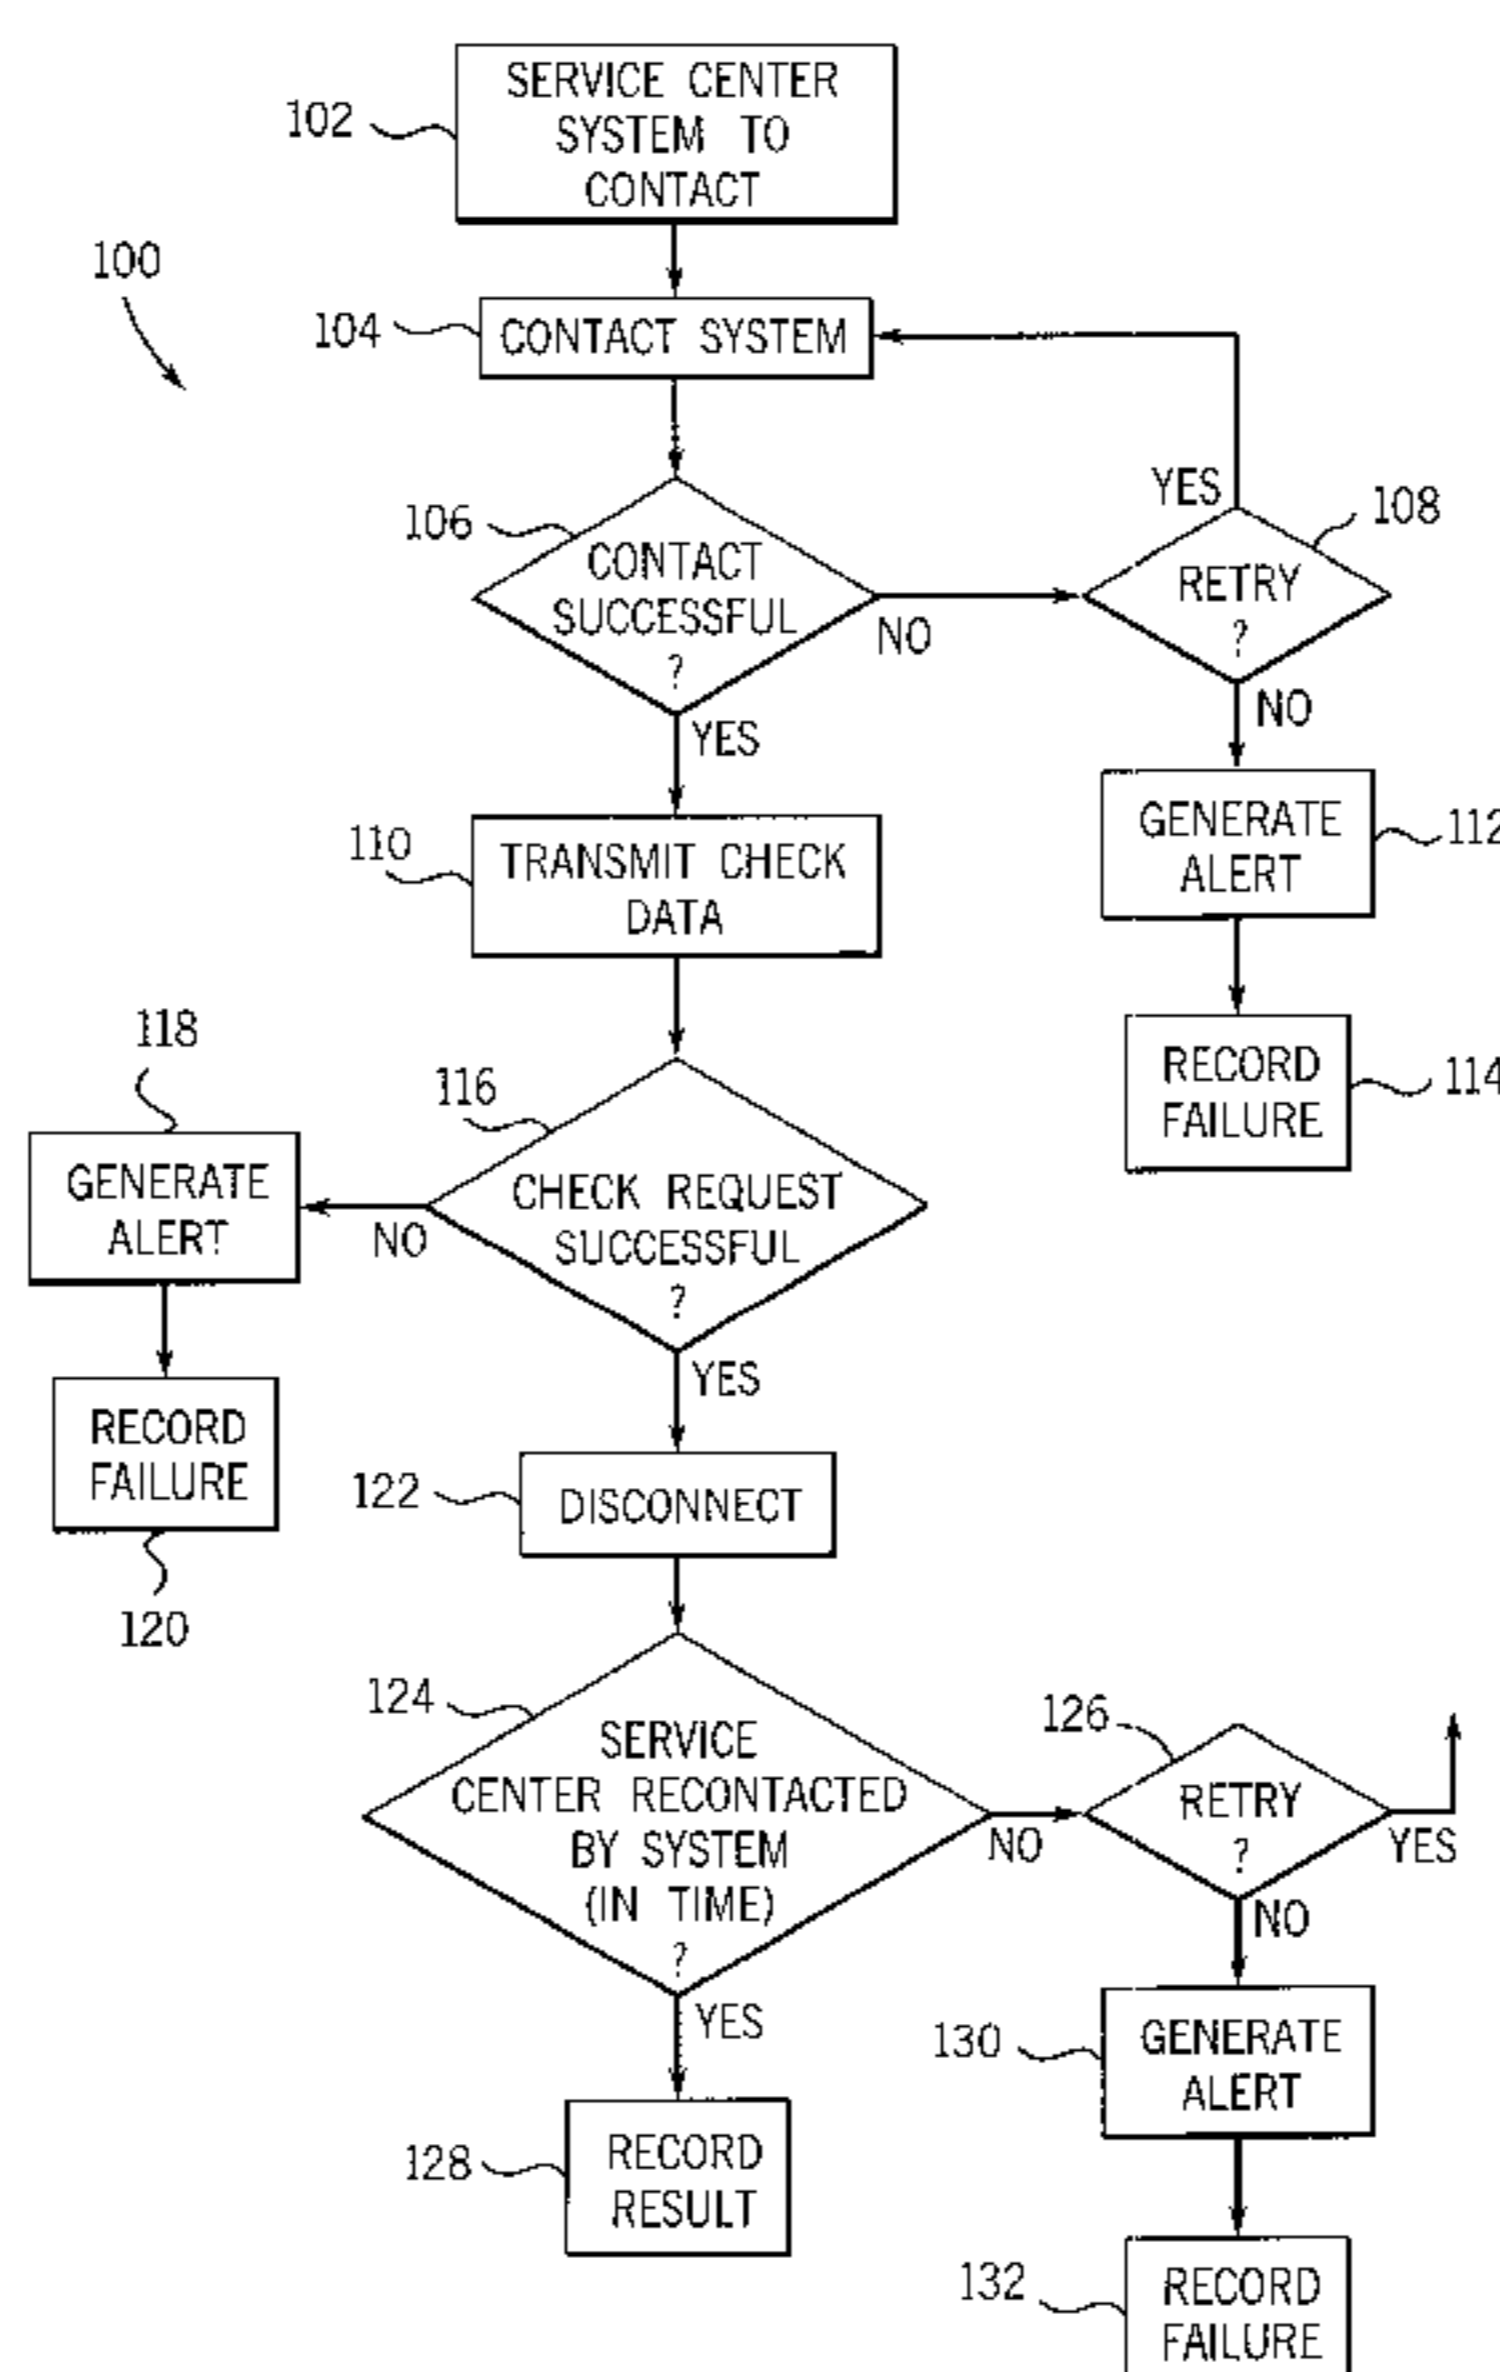 102
SERVICE CENTER
SYSTEM TO
CONTACT
100
104
CONTACT SYSTEM
106
CONTACT
SUCCESSFUL
?
NO
YES
YES
108
RETRY
?
NO
110
TRANSMIT CHECK
DATA
GENERATE
ALERT
112
RECORD
FAILURE
114
116
CHECK REQUEST
SUCCESSFUL
?
NO
YES
118
GENERATE
ALERT
RECORD
FAILURE
120
122
DISCONNECT
124
SERVICE
CENTER RECONTACTED
BY SYSTEM
(IN TIME)
?
NO
YES
126
RETRY
?
YES
NO
128
RECORD
RESULT
130
GENERATE
ALERT
132
RECORD
FAILURE